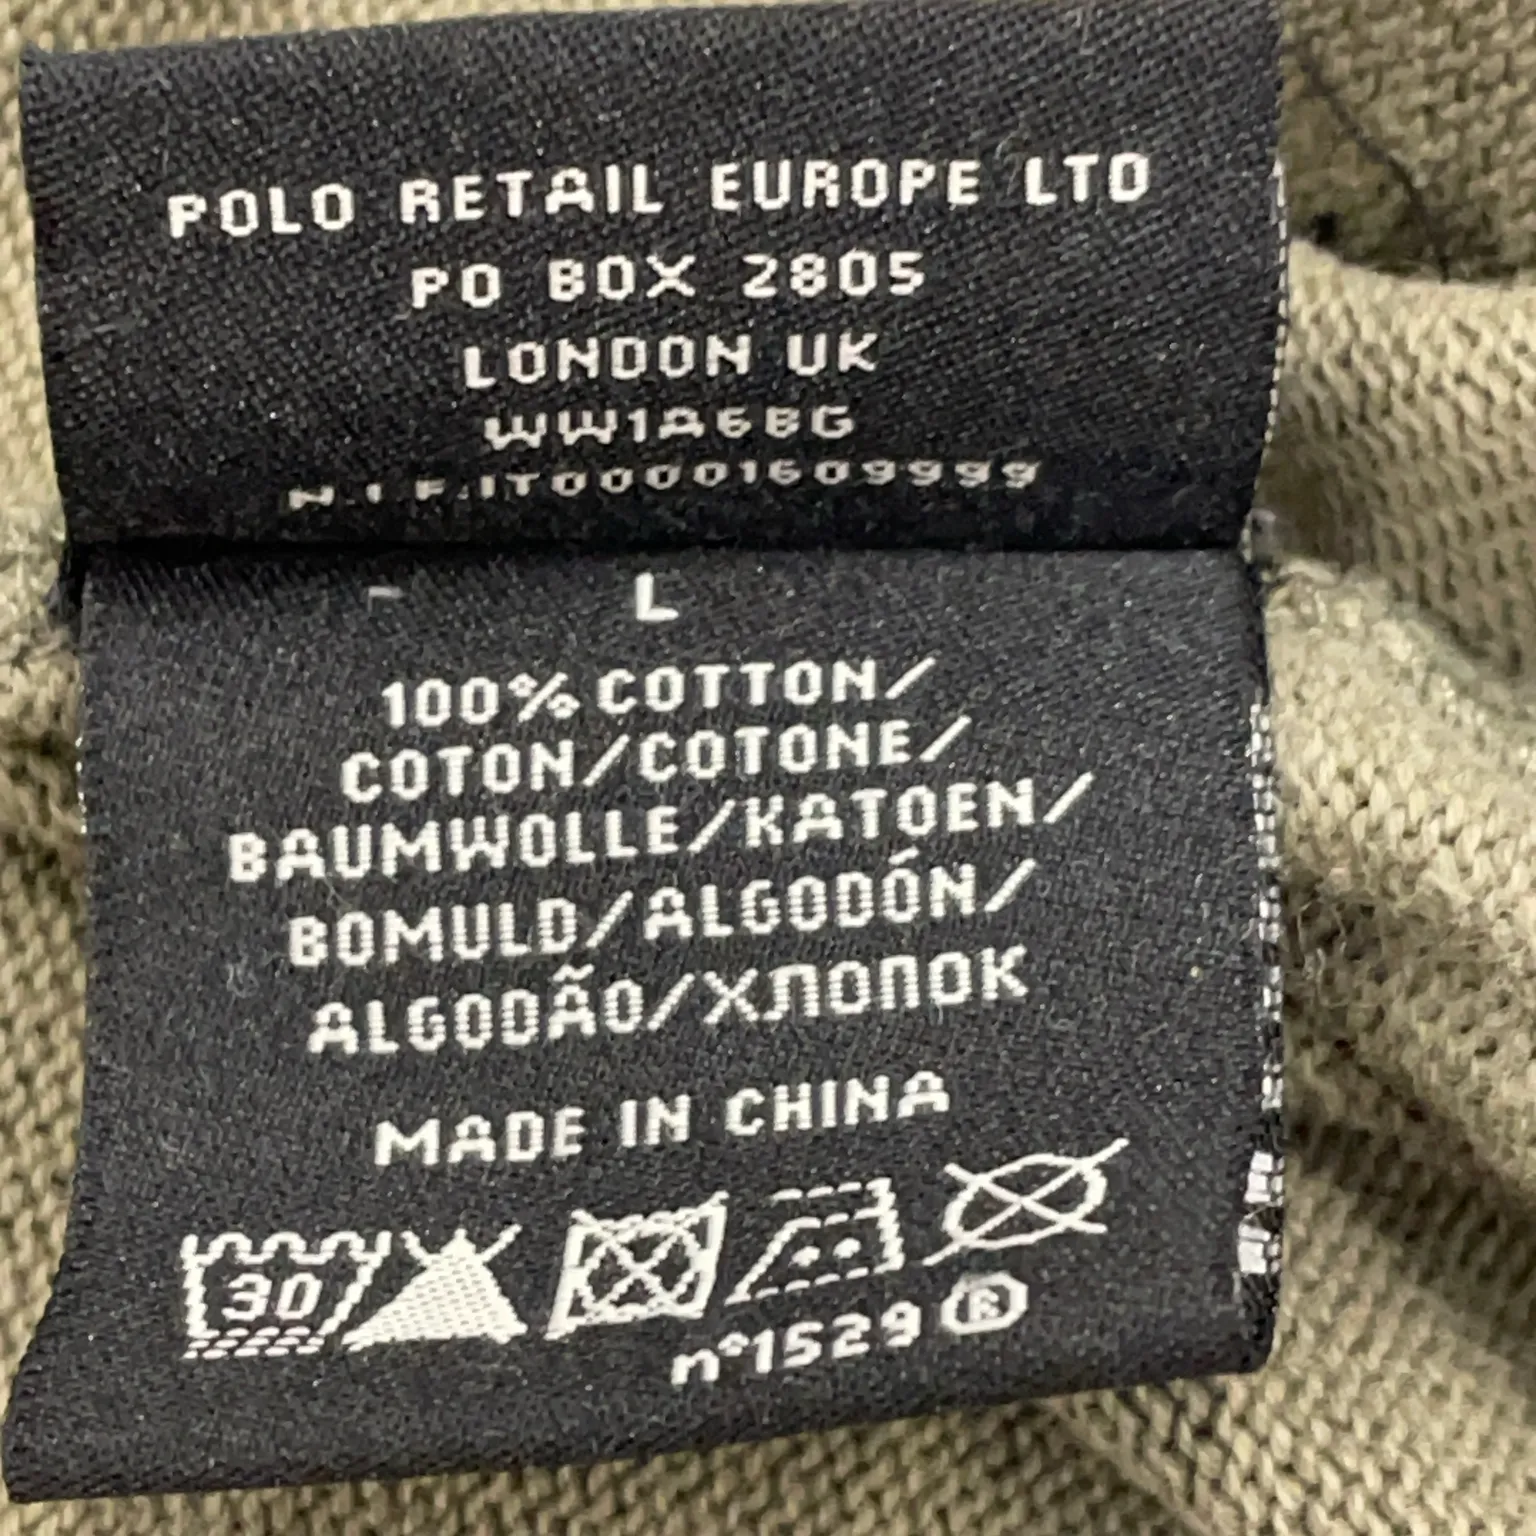 POLO RETAIL EUROPE LTD
PO BOX 2805
LONDON UK
WW1A6BG
N.I.F.IT00001609999
L
100% COTTON/
COTON/COTONE/
BAUMWOLLE/KATOEN/
BOMULD/ALGODÓN/
ALGODÃO/ХЛОПОК
MADE IN CHINA
30
n°1529 ®